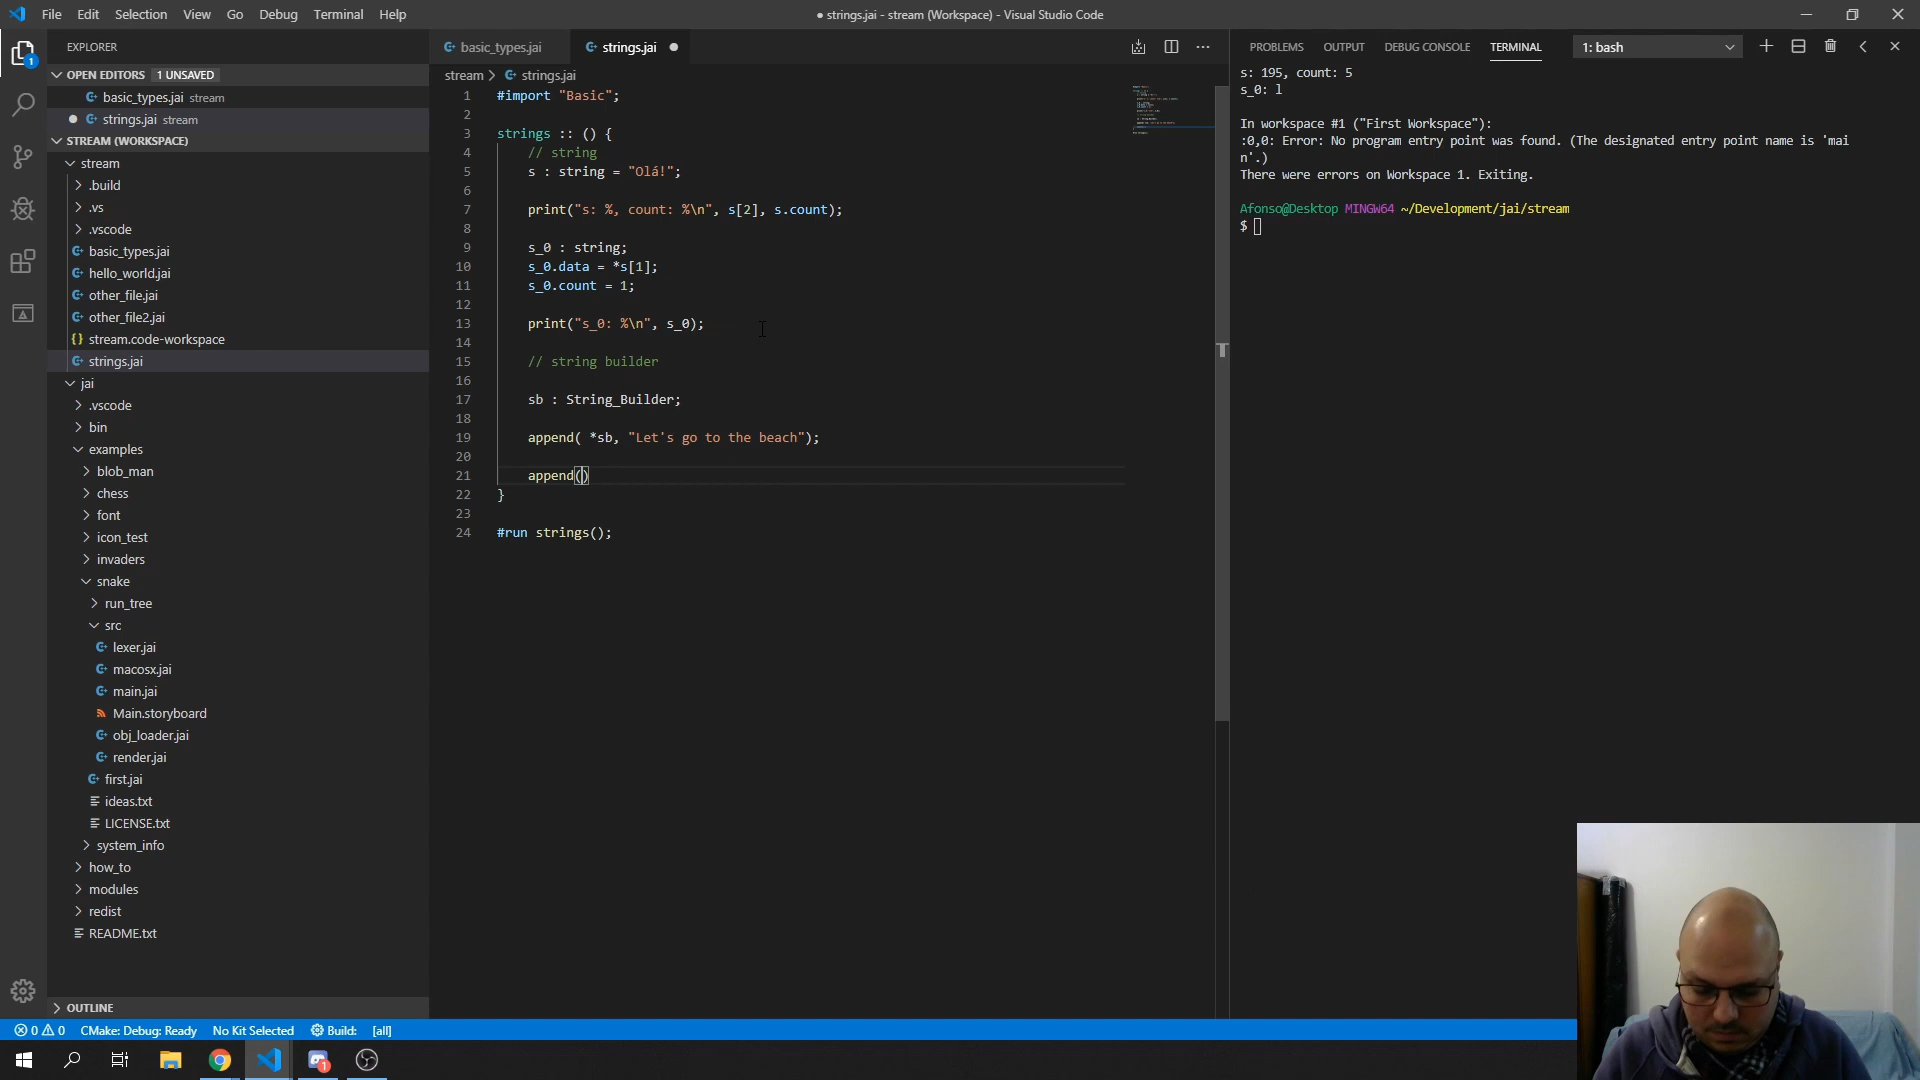 File Edit Selection View Go Debug Terminal Help
● strings.jai - stream (Workspace) - Visual Studio Code
EXPLORER
OPEN EDITORS 1 UNSAVED
basic_types.jai stream
strings.jai stream
STREAM (WORKSPACE)
stream
.build
.vs
.vscode
basic_types.jai
hello_world.jai
other_file.jai
other_file2.jai
stream.code-workspace
strings.jai
jai
.vscode
bin
examples
blob_man
chess
font
icon_test
invaders
snake
run_tree
src
lexer.jai
macosx.jai
main.jai
Main.storyboard
obj_loader.jai
render.jai
first.jai
ideas.txt
LICENSE.txt
system_info
how_to
modules
redist
README.txt
OUTLINE
basic_types.jai strings.jai
stream > strings.jai
1 #import "Basic";
2
3 strings :: () {
4 // string
5 s : string = "Olá!";
6
7 print("s: %, count: %\n", s[2], s.count);
8
9 s_0 : string;
10 s_0.data = *s[1];
11 s_0.count = 1;
12
13 print("s_0: %\n", s_0);
14
15 // string builder
16
17 sb : String_Builder;
18
19 append( *sb, "Let's go to the beach");
20
21 append()
22 }
23
24 #run strings();
PROBLEMS OUTPUT DEBUG CONSOLE TERMINAL 1: bash
s: 195, count: 5
s_0: l
In workspace #1 ("First Workspace"):
:0,0: Error: No program entry point was found. (The designated entry point name is 'mai
n'.)
There were errors on Workspace 1. Exiting.
Afonso@Desktop MINGW64 ~/Development/jai/stream
$
0 0 CMake: Debug: Ready No Kit Selected Build: [all]